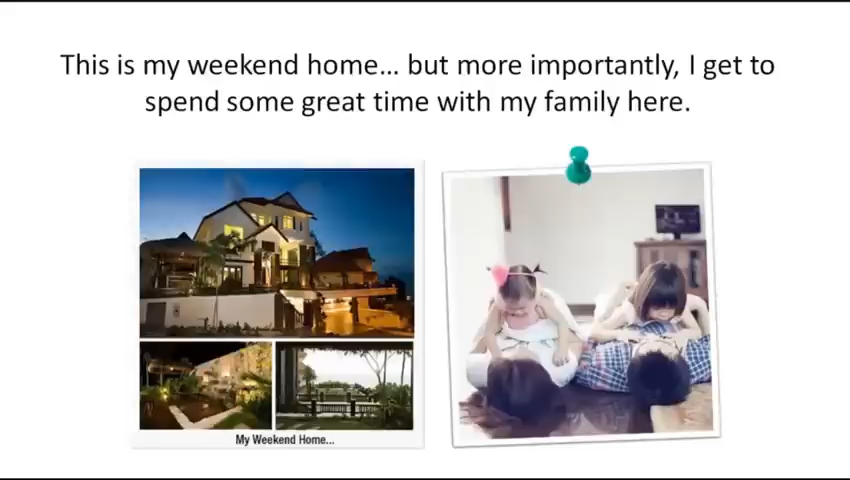 This is my weekend home... but more importantly, I get to
spend some great time with my family here.
My Weekend Home...